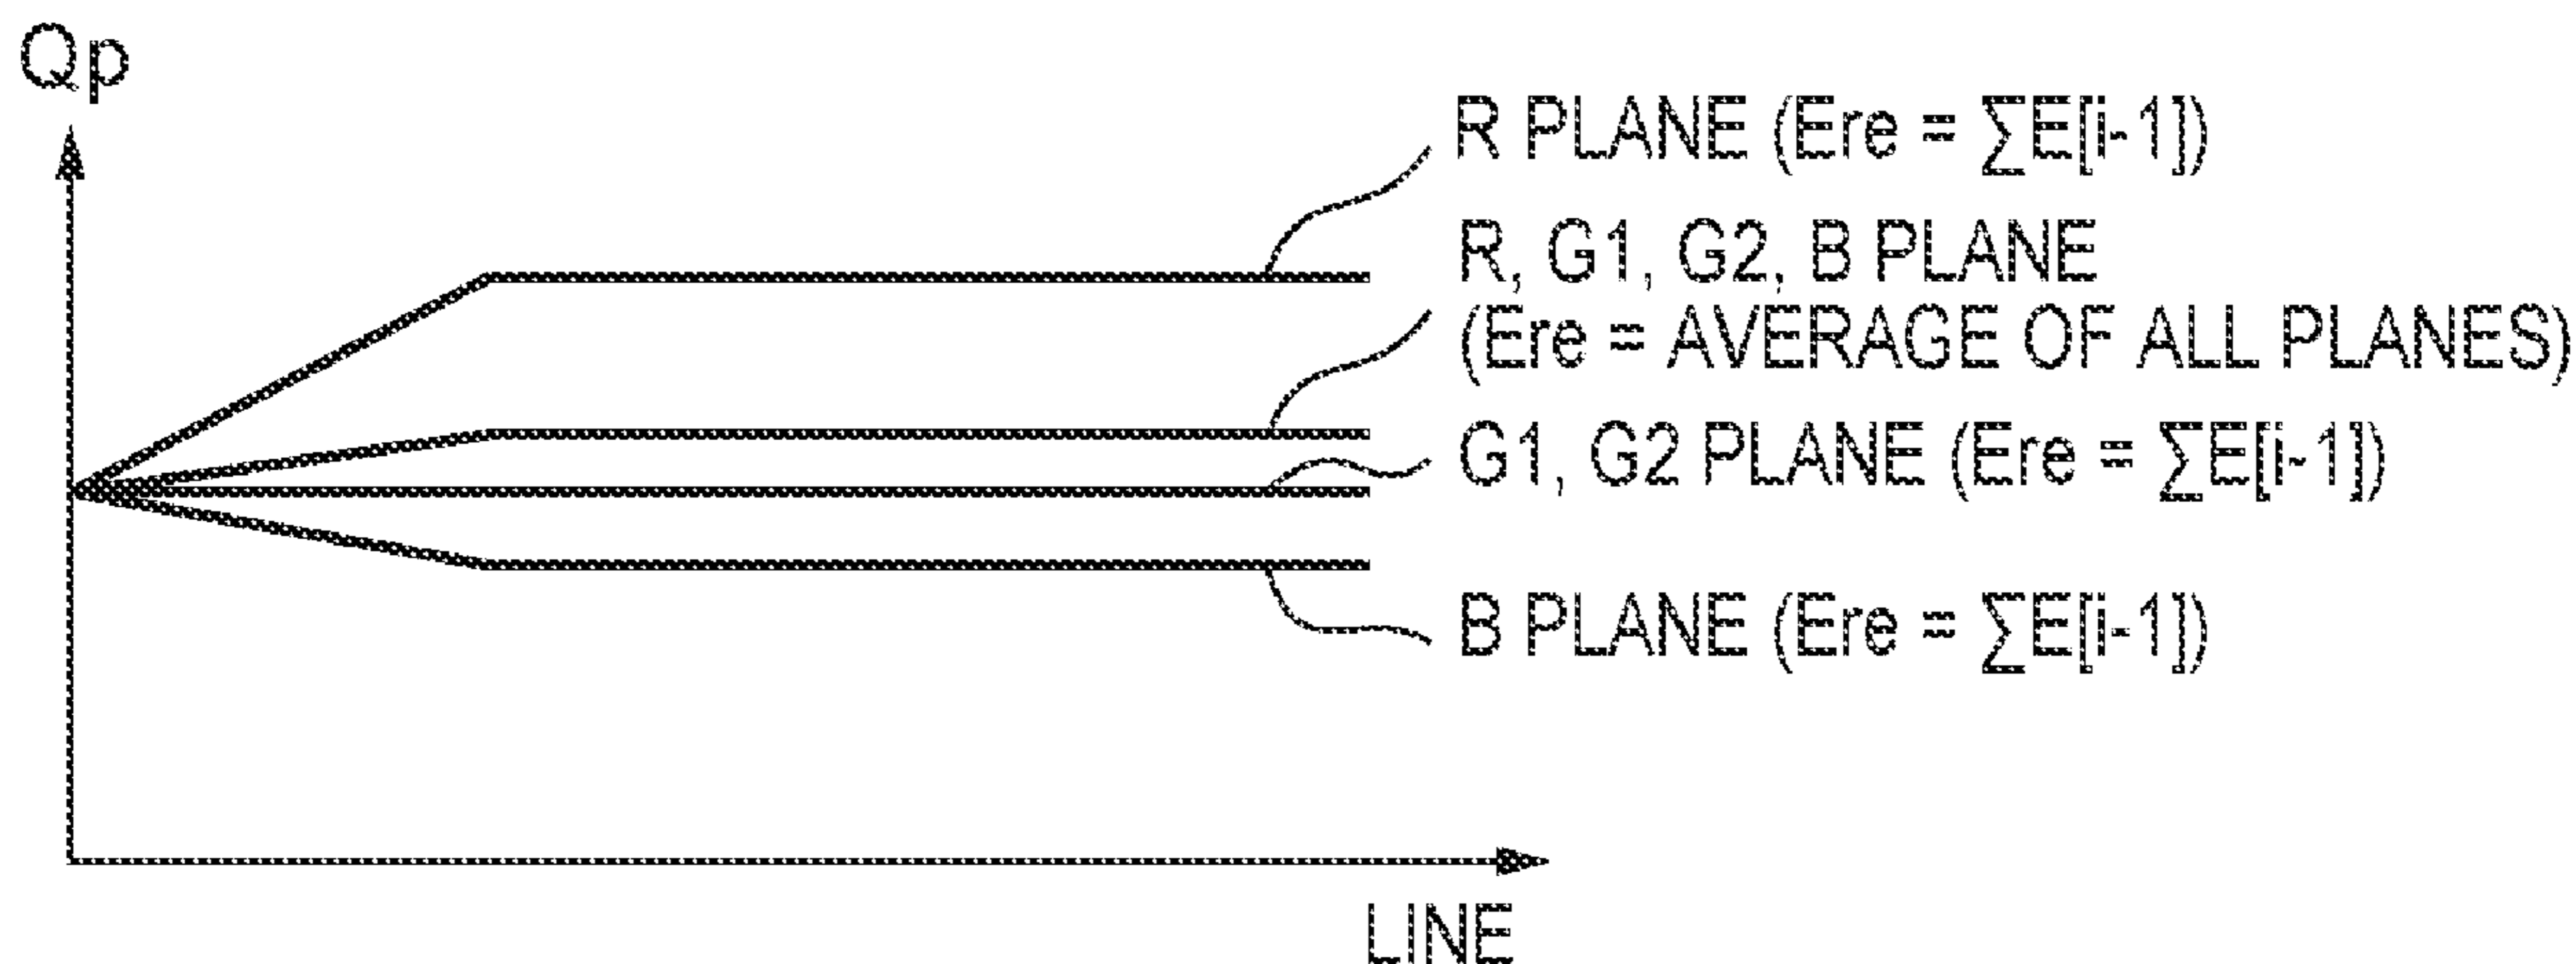 Qp
R PLANE (Ere = ∑E[i-1])
R, G1, G2, B PLANE
(Ere = AVERAGE OF ALL PLANES)
G1, G2 PLANE (Ere = ∑E[i-1])
B PLANE (Ere = ∑E[i-1])
LINE